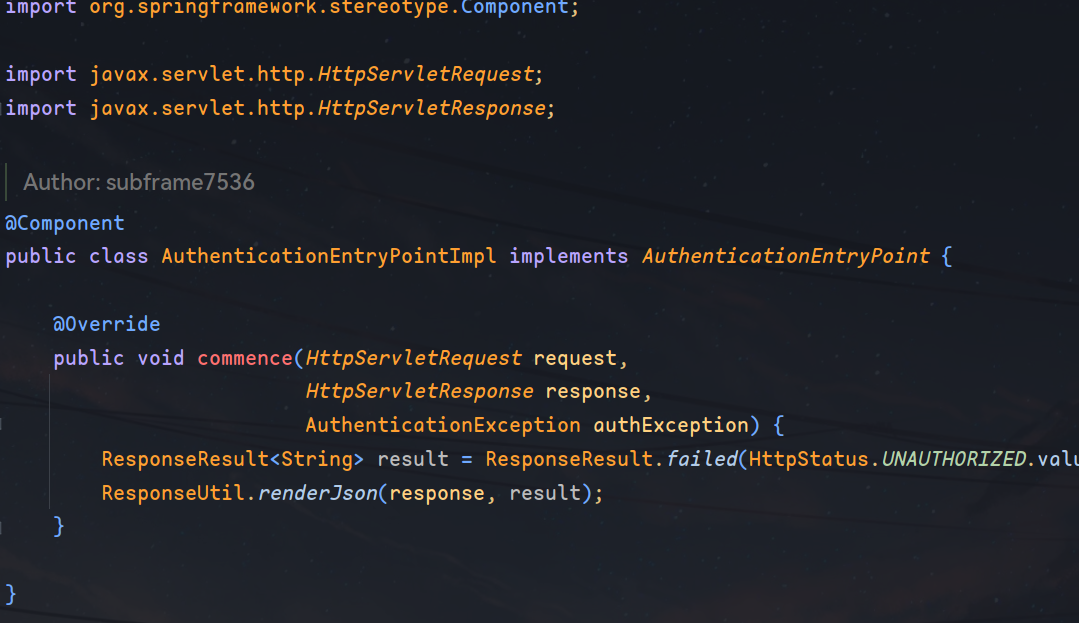 import org.springframework.stereotype.Component;
import javax.servlet.http.HttpServletRequest;
import javax.servlet.http.HttpServletResponse;
Author: subframe7536
@Component
public class AuthenticationEntryPointImpl implements AuthenticationEntryPoint {
@Override
public void commence(HttpServletRequest request,
HttpServletResponse response,
AuthenticationException authException) {
ResponseResult<String> result = ResponseResult.failed(HttpStatus.UNAUTHORIZED.valu
ResponseUtil.renderJson(response, result);
}
}